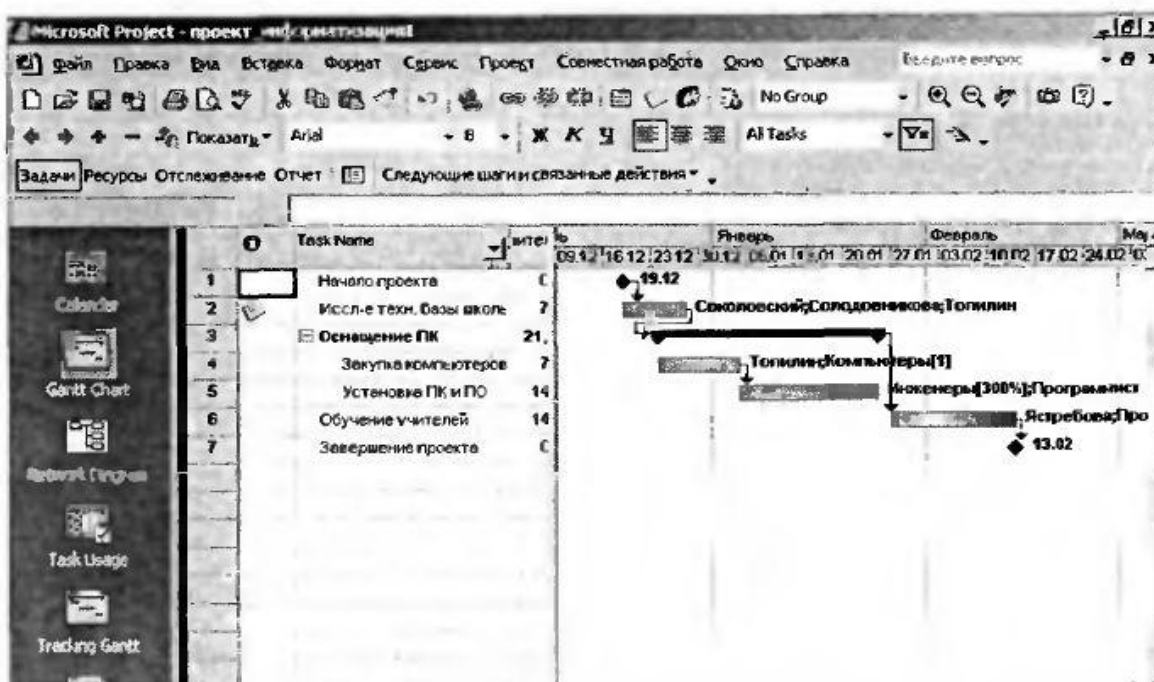 Microsoft Project - проект_информатизация1
Файл Правка Вид Вставка Формат Сервис Проект Совместная работа Окно Справка Введите вопрос
No Group
Показать Arial 8 Ж К Ч All Tasks
Задачи Ресурсы Отслеживание Отчет Следующие шаги и связанные действия
Task Name Январь Февраль
09.12 16.12 23.12 30.12 06.01 20.01 27.01 03.02 10.02 17.02 24.02
1 Начало проекта 19.12
2 Иссл-е техн. базы школь 7 Соколовский;Солодовникова;Топилин
3 Оснащение ПК 21,
4 Закупка компьютеров 7 Топилин;Компьютеры[1]
5 Установка ПК и ПО 14 Инженеры[300%];Программист
6 Обучение учителей 14 Ястребова;Про
7 Завершение проекта 13.02
Calendar
Gantt Chart
Network Diagram
Task Usage
Tracking Gantt